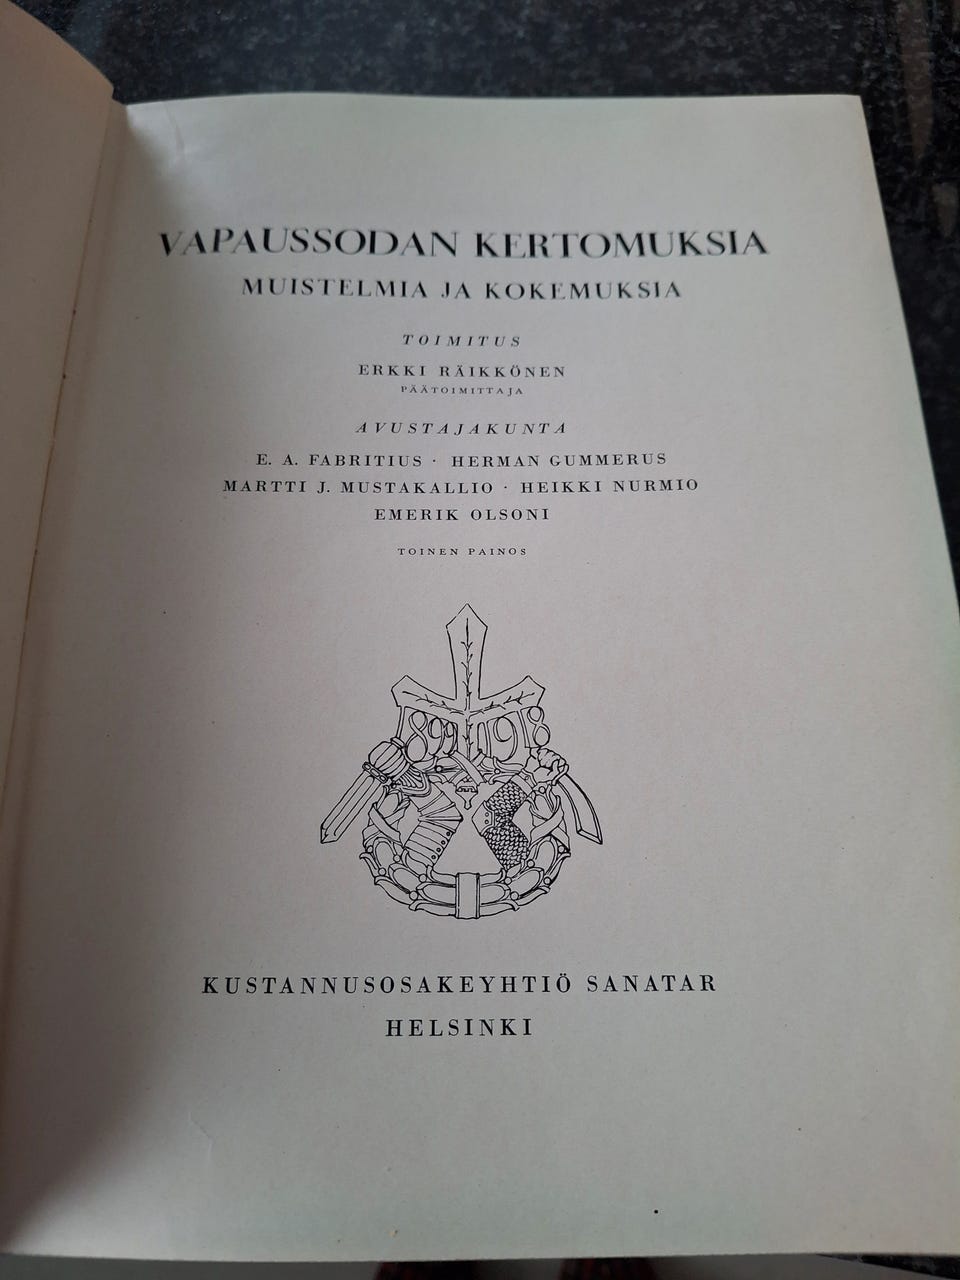 VAPAUSSODAN KERTOMUKSIA
MUISTELMIA JA KOKEMUKSIA
TOIMITUS
ERKKI RÄIKKÖNEN
PÄÄTOIMITTAJA
AVUSTAJAKUNTA
E. A. FABRITIUS · HERMAN GUMMERUS
MARTTI J. MUSTAKALLIO · HEIKKI NURMIO
EMERIK OLSONI
TOINEN PAINOS
1899 1918
KUSTANNUSOSAKEYHTIÖ SANATAR
HELSINKI